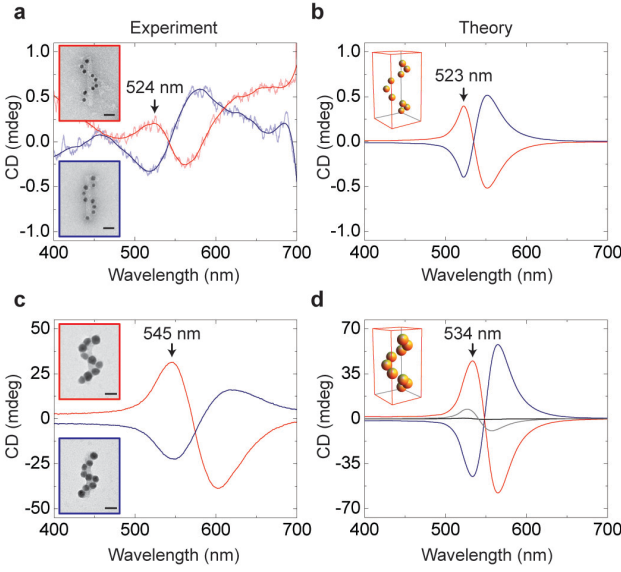 Experiment
Theory
a
524 nm
CD (mdeg)
1.0
0.5
0.0
-0.5
-1.0
400 500 600 700
Wavelength (nm)
b
523 nm
CD (mdeg)
1.0
0.5
0.0
-0.5
-1.0
400 500 600 700
Wavelength (nm)
c
545 nm
CD (mdeg)
50
25
0
-25
-50
400 500 600 700
Wavelength (nm)
d
534 nm
CD (mdeg)
70
35
0
-35
-70
400 500 600 700
Wavelength (nm)